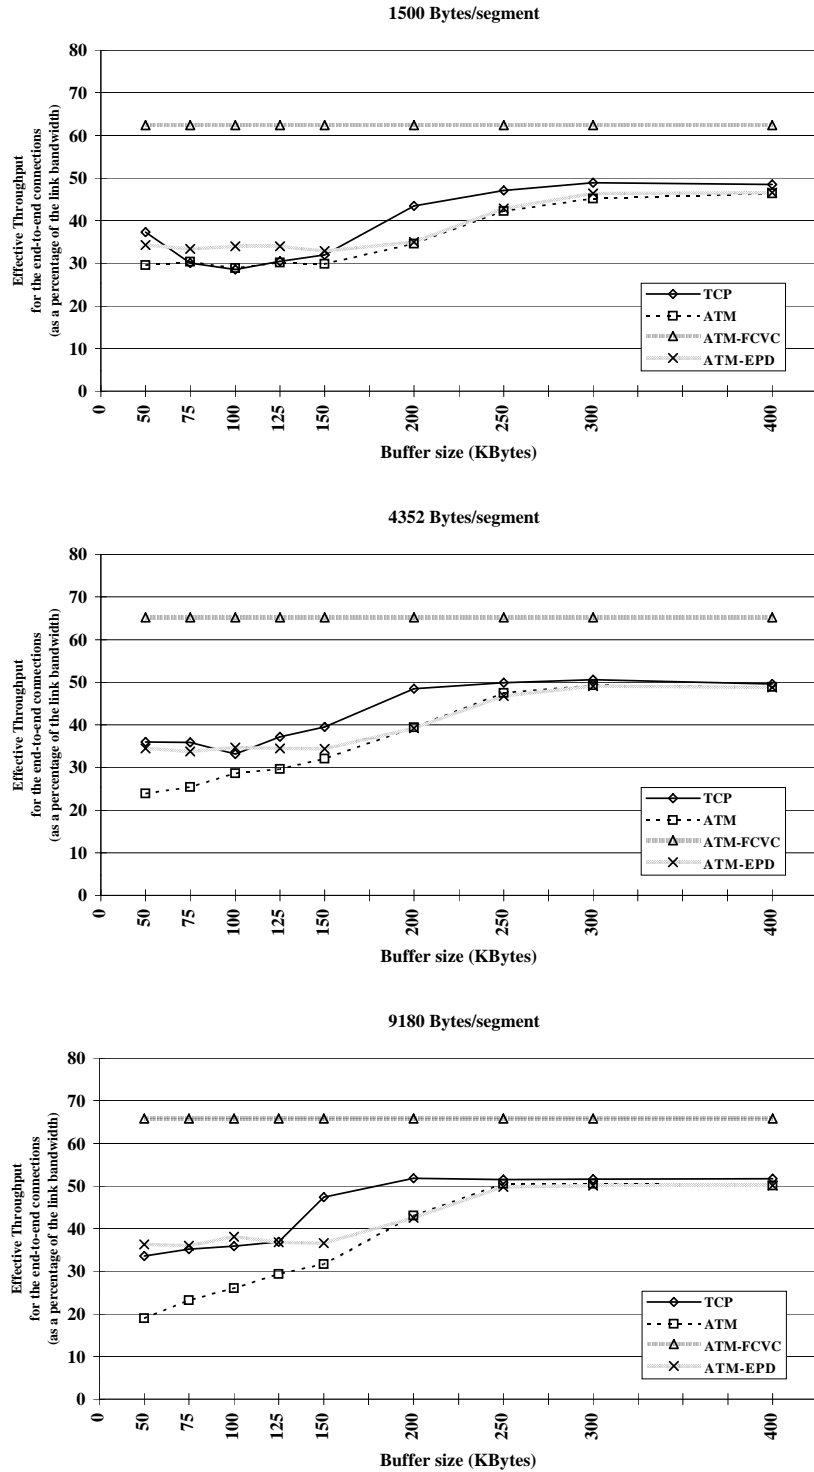 1500 Bytes/segment
Effective Throughput
for the end-to-end connections
(as a percentage of the link bandwidth)
80
70
60
50
40
30
20
10
0
TCP
ATM
ATM-FCVC
ATM-EPD
0 50 75 100 125 150 200 250 300 400
Buffer size (KBytes)
4352 Bytes/segment
Effective Throughput
for the end-to-end connections
(as a percentage of the link bandwidth)
80
70
60
50
40
30
20
10
0
TCP
ATM
ATM-FCVC
ATM-EPD
0 50 75 100 125 150 200 250 300 400
Buffer size (KBytes)
9180 Bytes/segment
Effective Throughput
for the end-to-end connections
(as a percentage of the link bandwidth)
80
70
60
50
40
30
20
10
0
TCP
ATM
ATM-FCVC
ATM-EPD
0 50 75 100 125 150 200 250 300 400
Buffer size (KBytes)